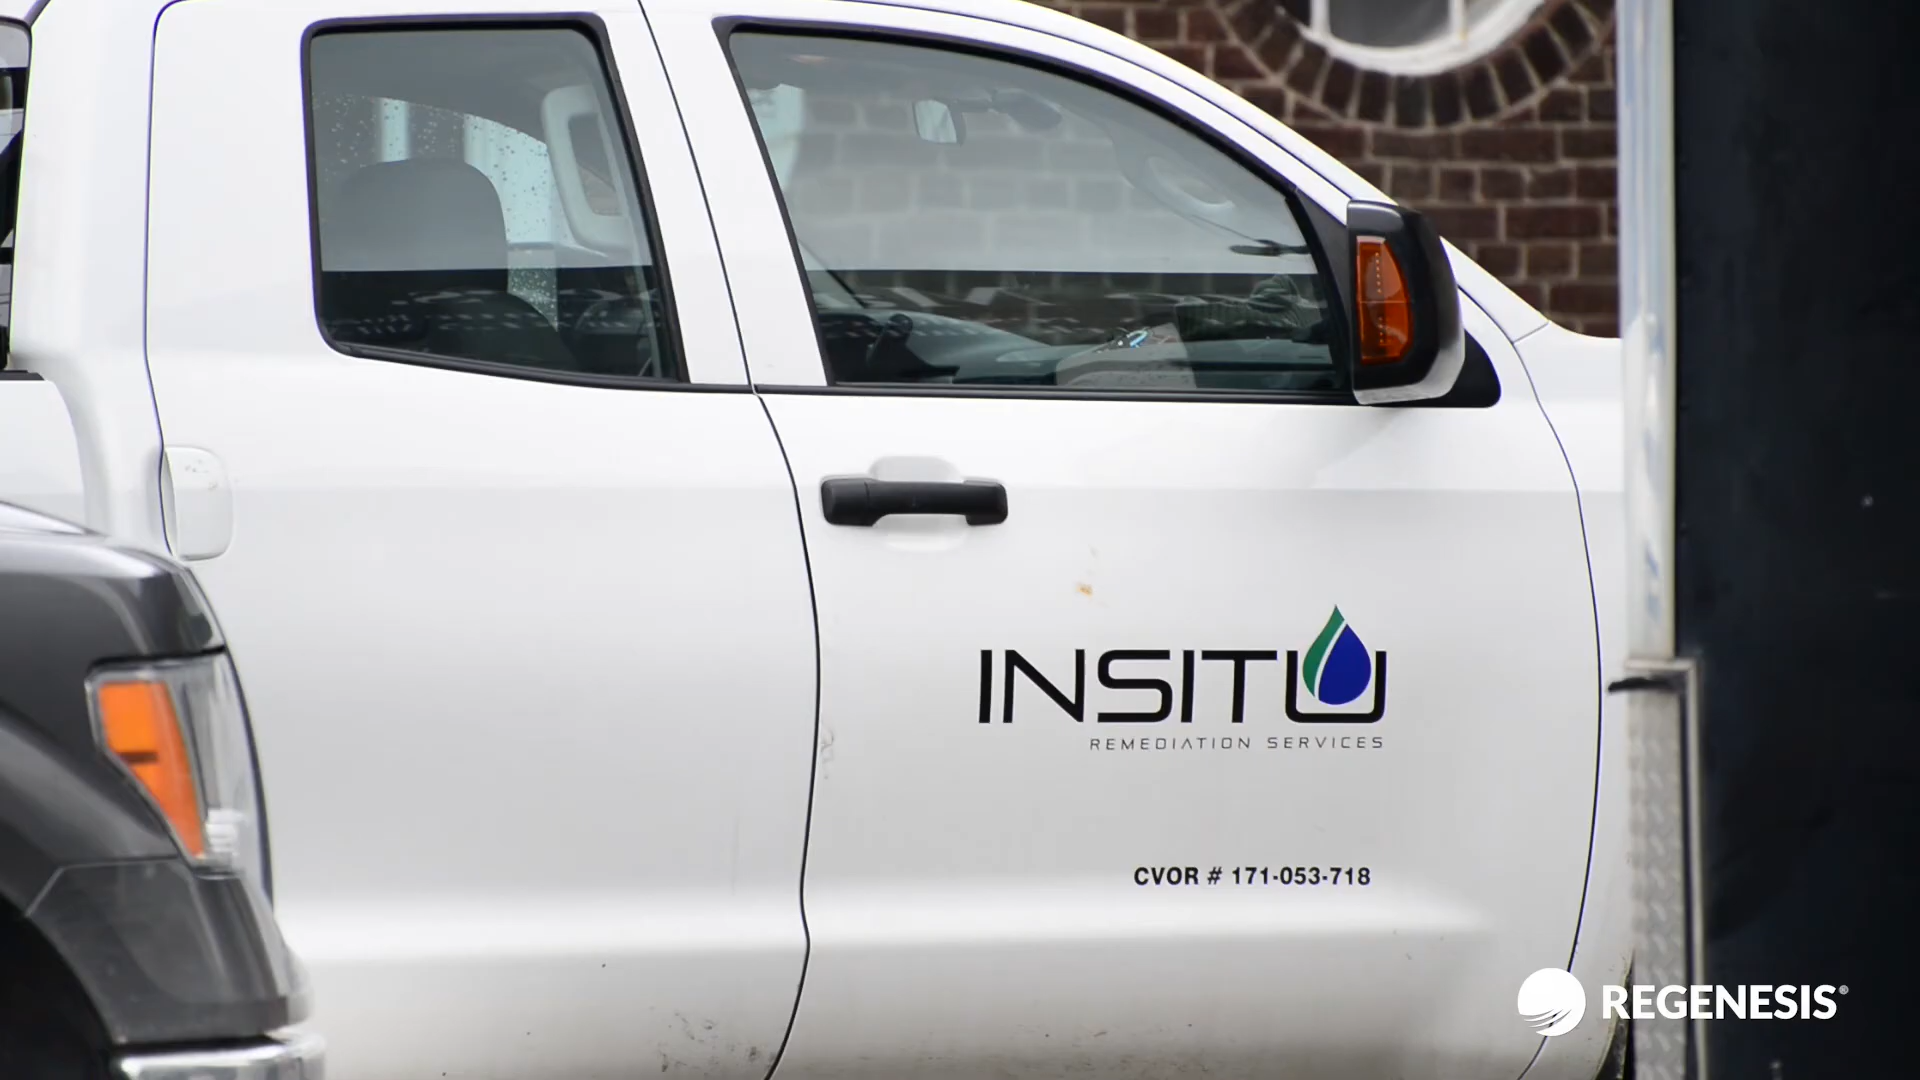 INSITU
REMEDIATION SERVICES
CVOR # 171-053-718
REGENESIS®